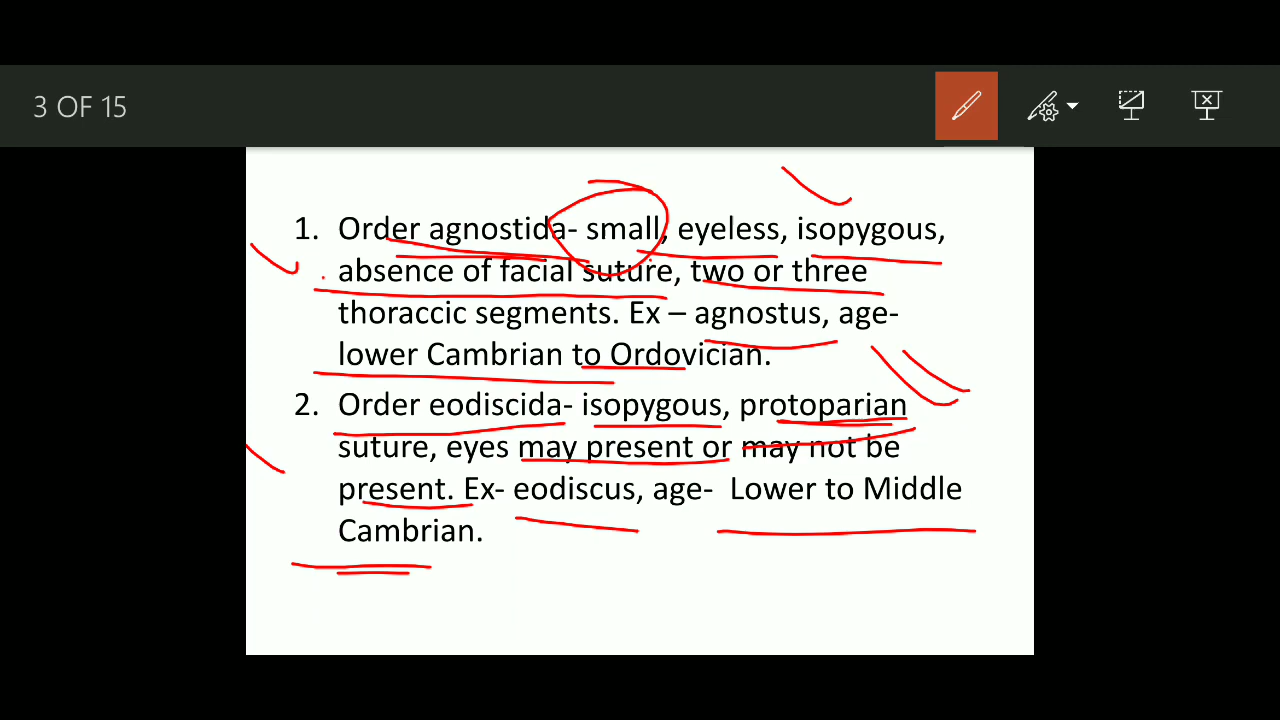 3 OF 15
1. Order agnostida- small, eyeless, isopygous,
absence of facial suture, two or three
thoraccic segments. Ex – agnostus, age-
lower Cambrian to Ordovician.
2. Order eodiscida- isopygous, protoparian
suture, eyes may present or may not be
present. Ex- eodiscus, age- Lower to Middle
Cambrian.